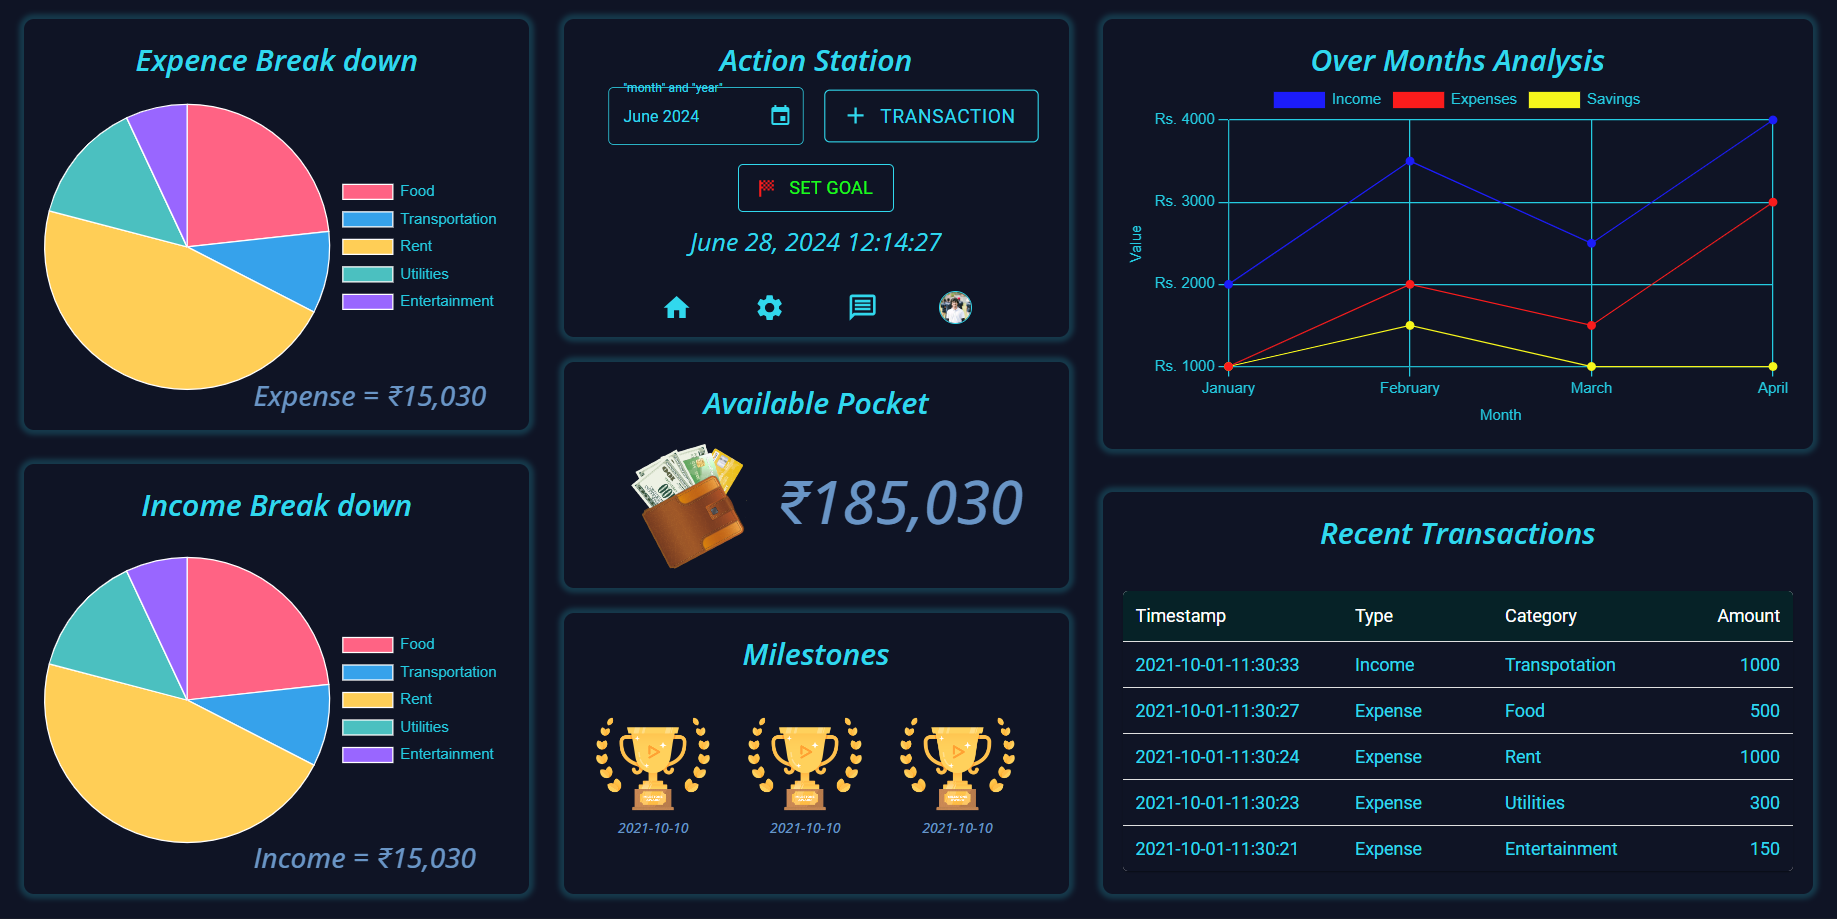 Expence Break down
Food
Transportation
Rent
Utilities
Entertainment
Expense = ₹15,030
Income Break down
Food
Transportation
Rent
Utilities
Entertainment
Income = ₹15,030
Action Station
"month" and "year"
June 2024
TRANSACTION
SET GOAL
June 28, 2024 12:14:27
Available Pocket
₹185,030
Milestones
2021-10-10 2021-10-10 2021-10-10
Over Months Analysis
Income Expenses Savings
Rs. 4000
Rs. 3000
Value
Rs. 2000
Rs. 1000
January February March April
Month
Recent Transactions
Timestamp Type Category Amount
2021-10-01-11:30:33 Income Transpotation 1000
2021-10-01-11:30:27 Expense Food 500
2021-10-01-11:30:24 Expense Rent 1000
2021-10-01-11:30:23 Expense Utilities 300
2021-10-01-11:30:21 Expense Entertainment 150